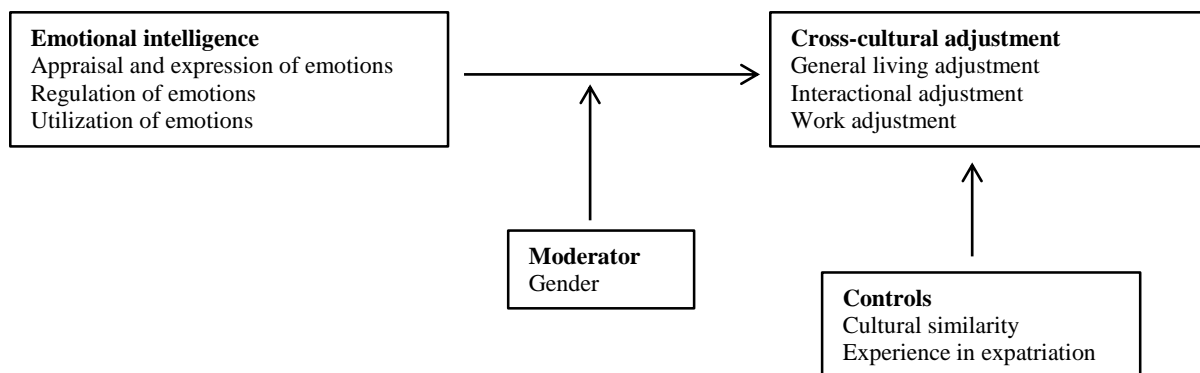 Emotional intelligence
Appraisal and expression of emotions
Regulation of emotions
Utilization of emotions
Cross-cultural adjustment
General living adjustment
Interactional adjustment
Work adjustment
Moderator
Gender
Controls
Cultural similarity
Experience in expatriation